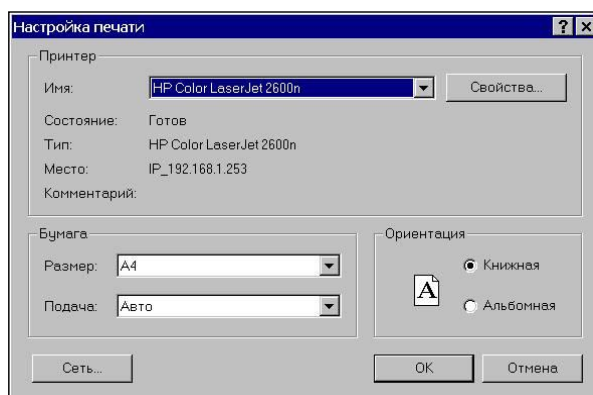 Настройка печати
Принтер
Имя: HP Color LaserJet 2600n Свойства...
Состояние: Готов
Тип: HP Color LaserJet 2600n
Место: IP_192.168.1.253
Комментарий:
Бумага
Размер: A4
Подача: Авто
Ориентация
A
Книжная
Альбомная
Сеть... OK Отмена